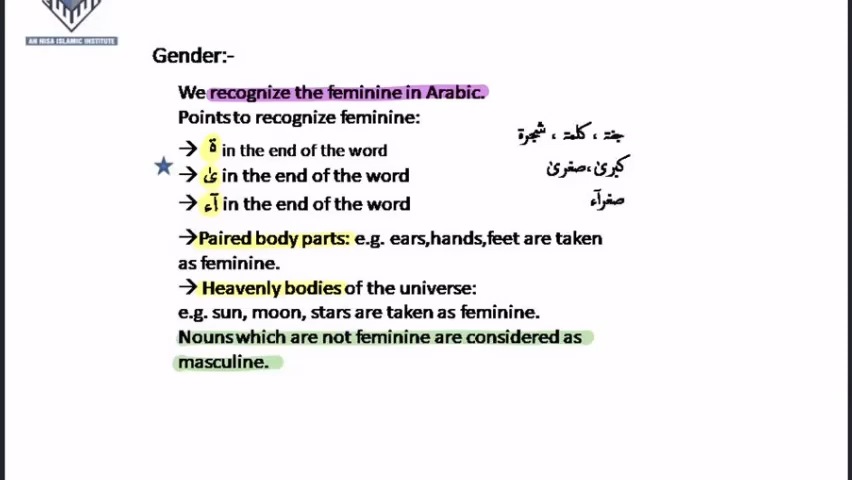 AN NISA ISLAMIC INSTITUTE
Gender:-
We recognize the feminine in Arabic.
Points to recognize feminine:
→ ة in the end of the word جنة ، کلمة ، شجرة
→ یٰ in the end of the word کبریٰ ،صغریٰ
→ آء in the end of the word صغرآء
→Paired body parts: e.g. ears,hands,feet are taken
as feminine.
→ Heavenly bodies of the universe:
e.g. sun, moon, stars are taken as feminine.
Nouns which are not feminine are considered as
masculine.